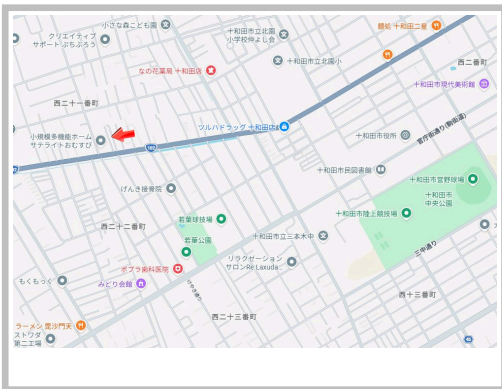 小さな森こども園
クリエイティブ
サポート ぷちぷろう
十和田市立北園
小学校仲よし会
麵処 十和田二星
西二番町
十和田市立北園小
なの花薬局 十和田店
十和田市現代美術館
西二十一番町
ツルハドラッグ 十和田店
小規模多機能ホーム
サテライトおむすび
十和田市役所
官庁街通り(駒街道)
102
十和田市民図書館
げんき接骨院
十和田市営野球場
十和田市
中央公園
若葉球技場
十和田市陸上競技場
西二十二番町
若葉公園
十和田市立三本木中
三中通り
ポプラ歯科医院
リラクゼーション
サロンRe Laxuda...
もくもっく
みどり会館
西十三番町
西二十三番町
ラーメン 毘沙門天
ストワダ
第二工場
45